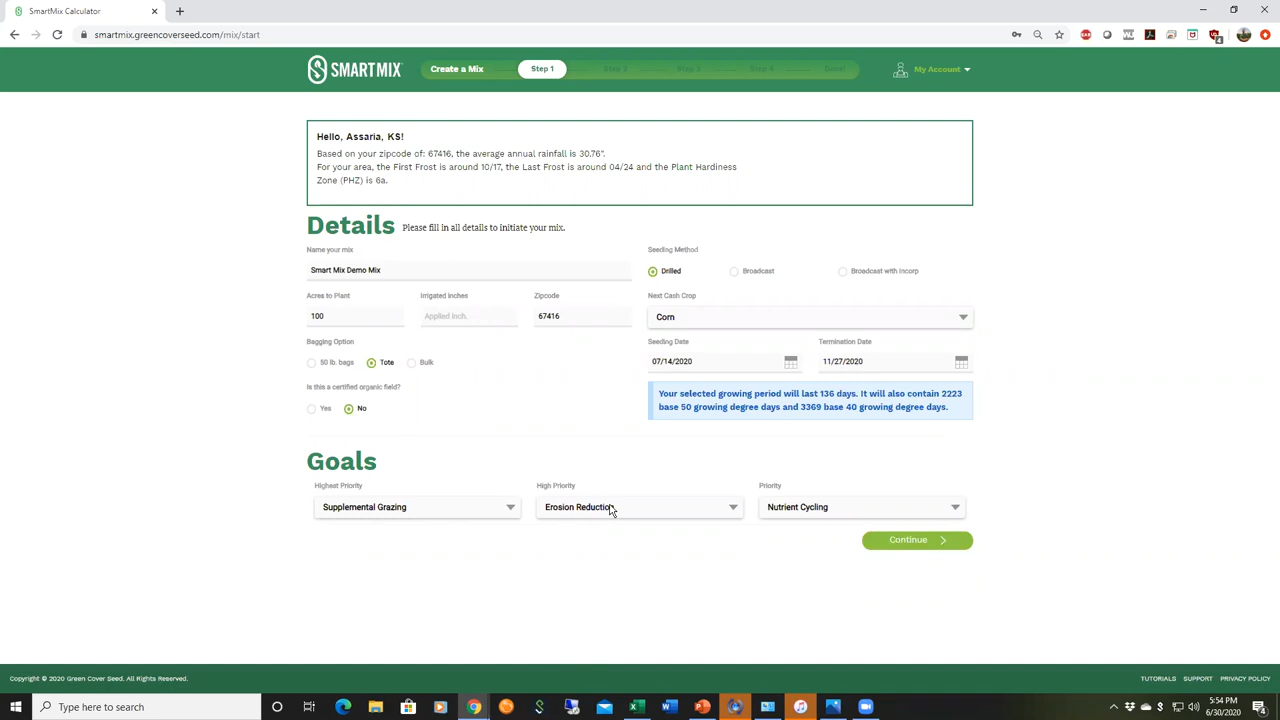 SmartMix Calculator
smartmix.greencoverseed.com/mix/start
SMARTMIX
Create a Mix
Step 1
Step 2
Step 3
Step 4
My Account
Hello, Assaria, KS!
Based on your zipcode of: 67416, the average annual rainfall is 30.76".
For your area, the First Frost is around 10/17, the Last Frost is around 04/24 and the Plant Hardiness
Zone (PHZ) is 6a.
Details Please fill in all details to initiate your mix.
Name your mix
Smart Mix Demo Mix
Seeding Method
Drilled Broadcast Broadcast with Incorp
Acres to Plant Irrigated Inches Zipcode
100 Applied Inch. 67416
Next Cash Crop
Corn
Bagging Option
50 lb. bags Tote Bulk
Seeding Date Termination Date
07/14/2020 11/27/2020
Is this a certified organic field?
Yes No
Your selected growing period will last 136 days. It will also contain 2223
base 50 growing degree days and 3369 base 40 growing degree days.
Goals
Highest Priority High Priority Priority
Supplemental Grazing Erosion Reduction Nutrient Cycling
Continue
Copyright © 2020 Green Cover Seed. All Rights Reserved.
TUTORIALS SUPPORT PRIVACY POLICY
Type here to search
5:54 PM
6/30/2020